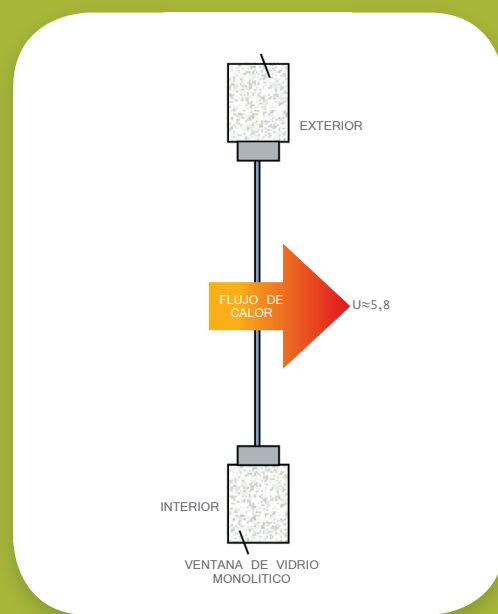 EXTERIOR
FLUJO DE
CALOR
U≈5,8
INTERIOR
VENTANA DE VIDRIO
MONOLITICO